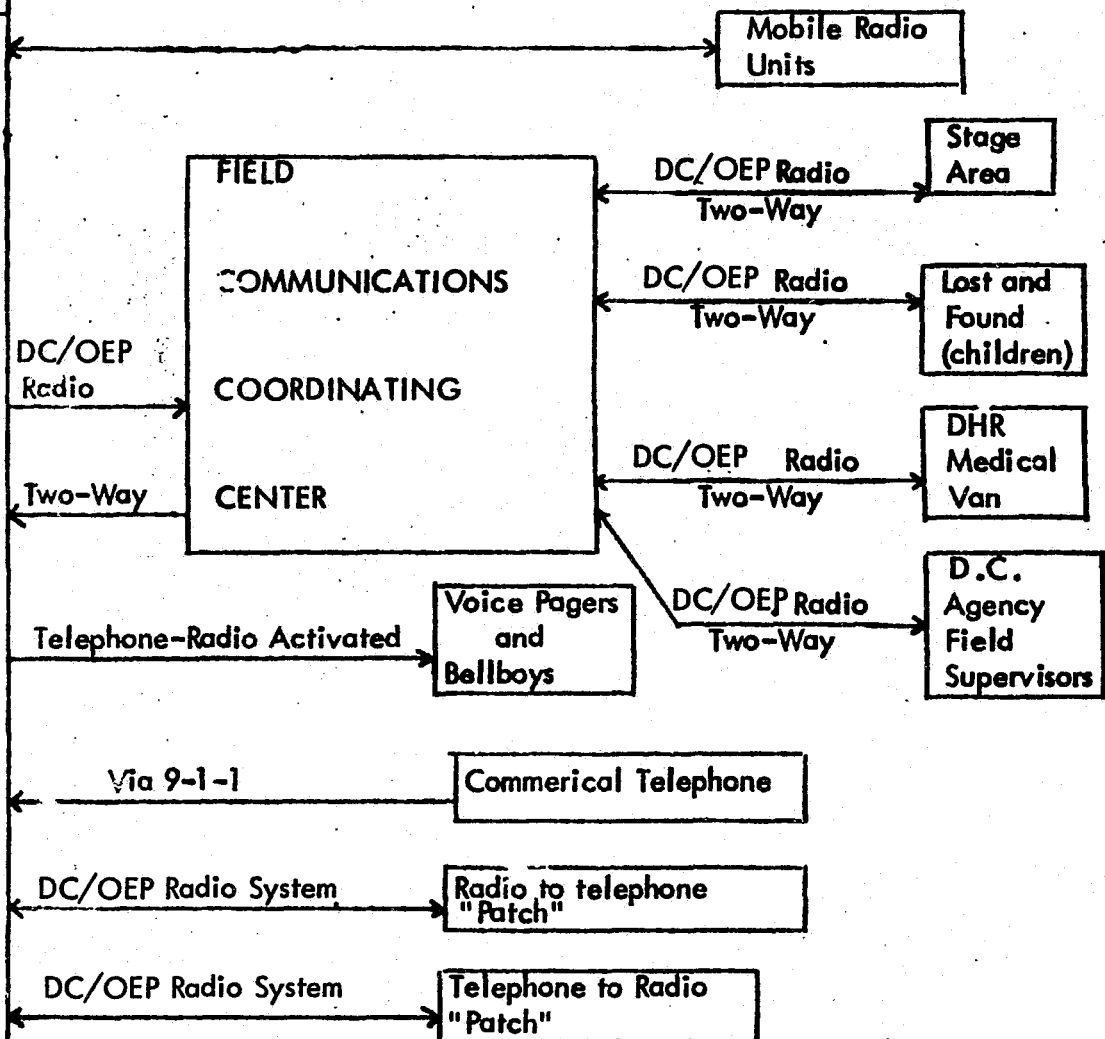 Mobile Radio
Units
Stage
Area
DC/OEP Radio
Two-Way
FIELD
COMMUNICATIONS
COORDINATING
CENTER
DC/OEP Radio
Two-Way
Lost and
Found
(children)
DC/OEP
Radio
Two-Way
DC/OEP Radio
Two-Way
DHR
Medical
Van
DC/OEP Radio
Two-Way
D.C.
Agency
Field
Supervisors
Telephone-Radio Activated
Voice Pagers
and
Bellboys
Via 9-1-1
Commerical Telephone
DC/OEP Radio System
Radio to telephone
"Patch"
DC/OEP Radio System
Telephone to Radio
"Patch"